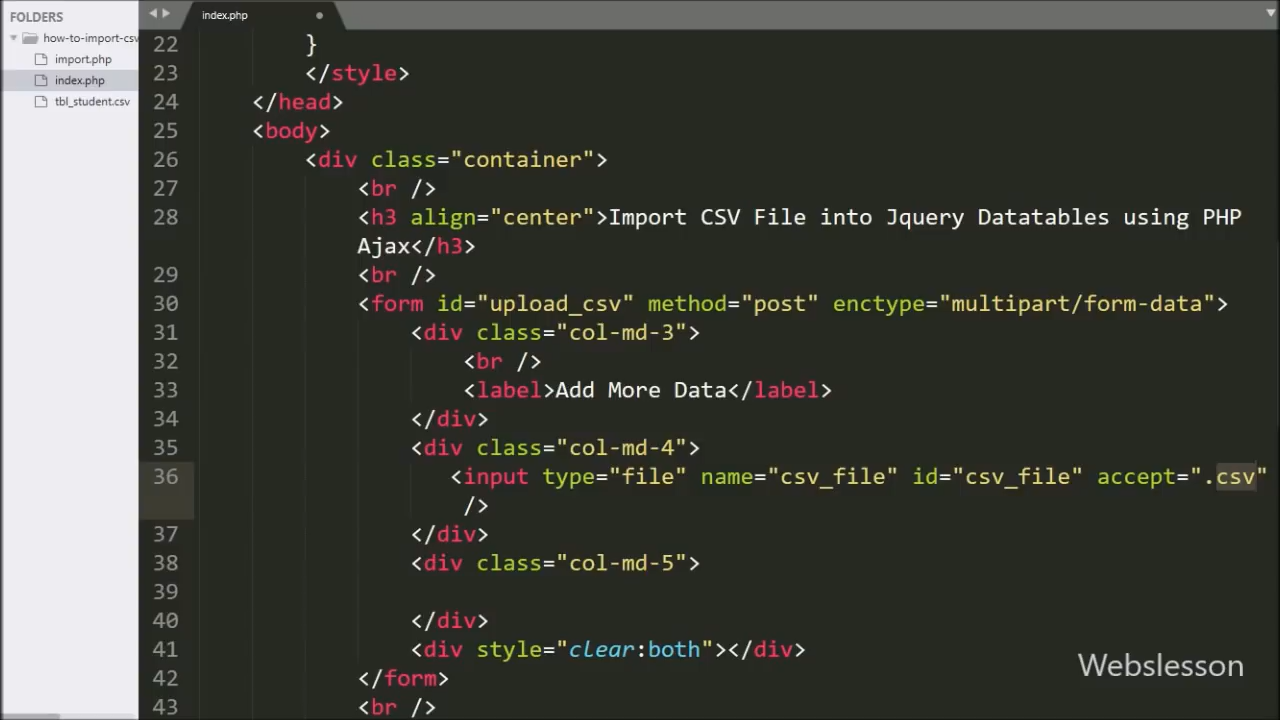 FOLDERS
how-to-import-csv
import.php
index.php
tbl_student.csv
index.php
22 }
23 </style>
24 </head>
25 <body>
26 <div class="container">
27 <br />
28 <h3 align="center">Import CSV File into Jquery Datatables using PHP
Ajax</h3>
29 <br />
30 <form id="upload_csv" method="post" enctype="multipart/form-data">
31 <div class="col-md-3">
32 <br />
33 <label>Add More Data</label>
34 </div>
35 <div class="col-md-4">
36 <input type="file" name="csv_file" id="csv_file" accept=".csv"
/>
37 </div>
38 <div class="col-md-5">
39
40 </div>
41 <div style="clear:both"></div>
42 </form>
43 <br />
Webslesson